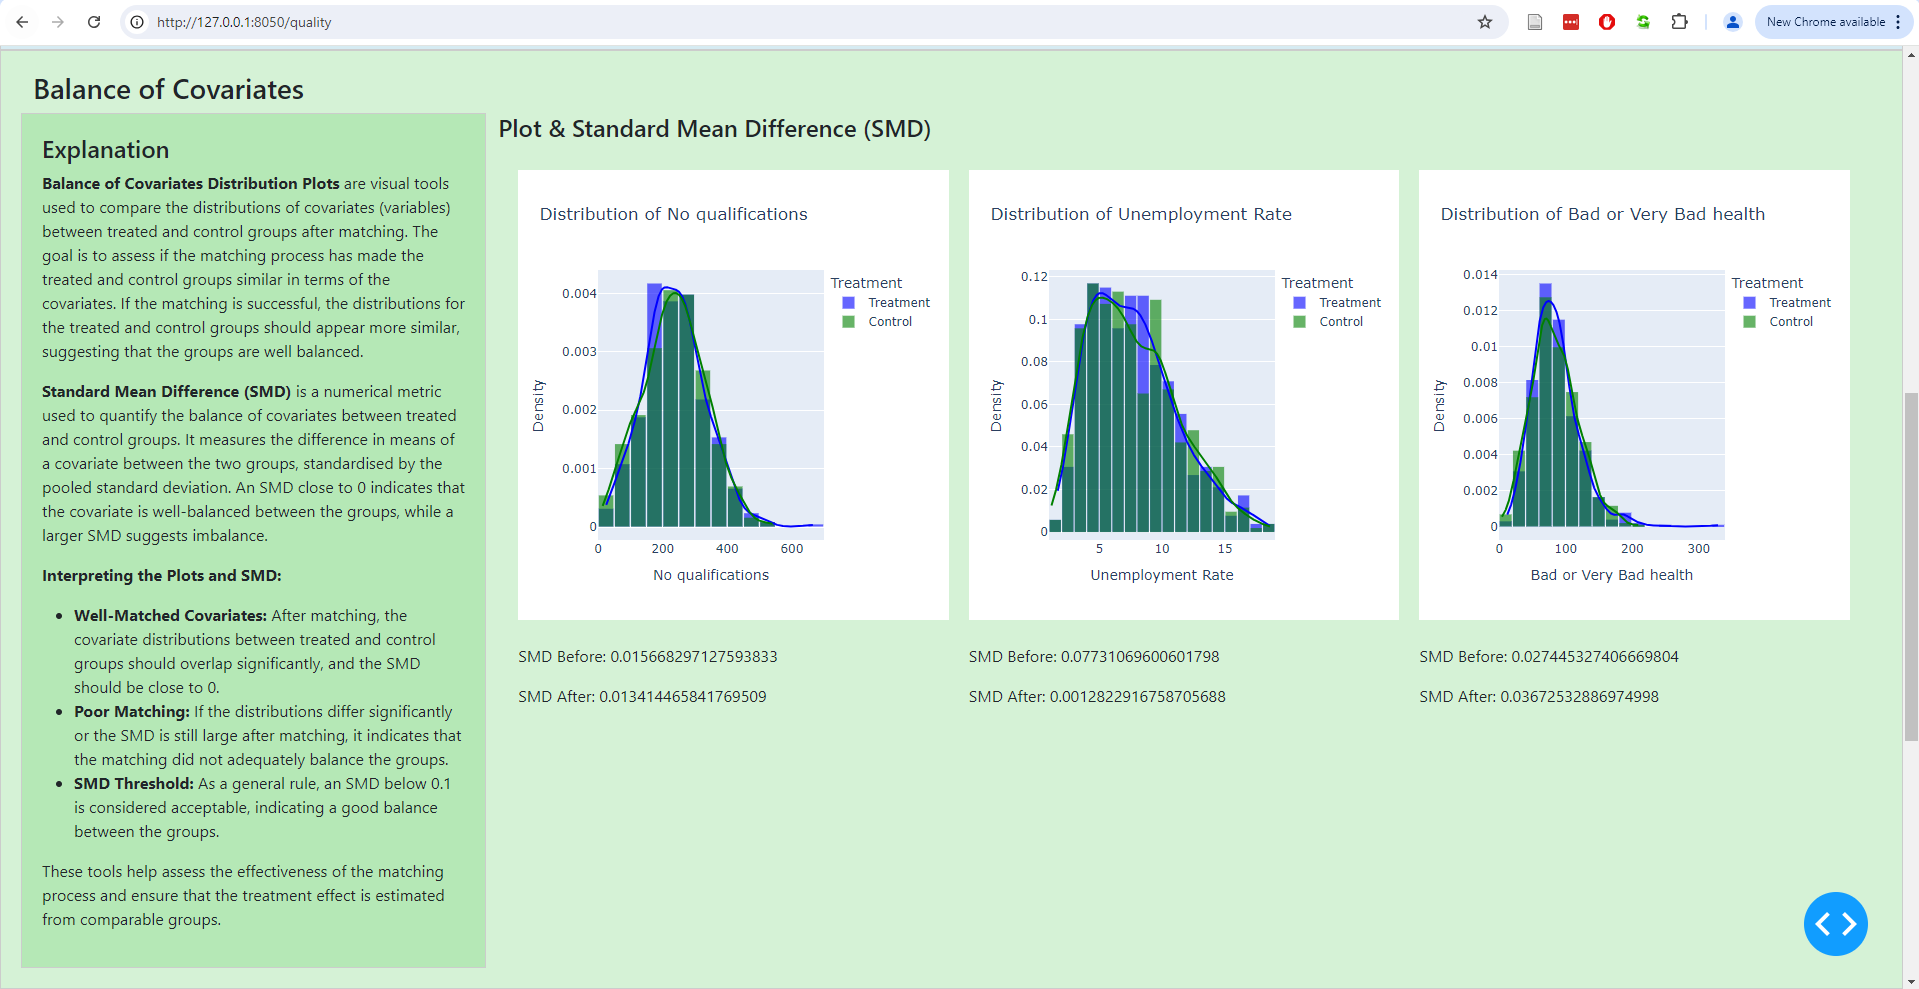 http://127.0.0.1:8050/quality
New Chrome available
Balance of Covariates
Explanation
Balance of Covariates Distribution Plots are visual tools
used to compare the distributions of covariates (variables)
between treated and control groups after matching. The
goal is to assess if the matching process has made the
treated and control groups similar in terms of the
covariates. If the matching is successful, the distributions for
the treated and control groups should appear more similar,
suggesting that the groups are well balanced.
Standard Mean Difference (SMD) is a numerical metric
used to quantify the balance of covariates between treated
and control groups. It measures the difference in means of
a covariate between the two groups, standardised by the
pooled standard deviation. An SMD close to 0 indicates that
the covariate is well-balanced between the groups, while a
larger SMD suggests imbalance.
Interpreting the Plots and SMD:
• Well-Matched Covariates: After matching, the
covariate distributions between treated and control
groups should overlap significantly, and the SMD
should be close to 0.
• Poor Matching: If the distributions differ significantly
or the SMD is still large after matching, it indicates that
the matching did not adequately balance the groups.
• SMD Threshold: As a general rule, an SMD below 0.1
is considered acceptable, indicating a good balance
between the groups.
These tools help assess the effectiveness of the matching
process and ensure that the treatment effect is estimated
from comparable groups.
Plot & Standard Mean Difference (SMD)
Distribution of No qualifications
Treatment
Treatment
Control
Density
0.004
0.003
0.002
0.001
0
0 200 400 600
No qualifications
SMD Before: 0.015668297127593833
SMD After: 0.013414465841769509
Distribution of Unemployment Rate
Treatment
Treatment
Control
Density
0.12
0.1
0.08
0.06
0.04
0.02
0
5 10 15
Unemployment Rate
SMD Before: 0.07731069600601798
SMD After: 0.0012822916758705688
Distribution of Bad or Very Bad health
Treatment
Treatment
Control
Density
0.014
0.012
0.01
0.008
0.006
0.004
0.002
0
0 100 200 300
Bad or Very Bad health
SMD Before: 0.027445327406669804
SMD After: 0.03672532886974998